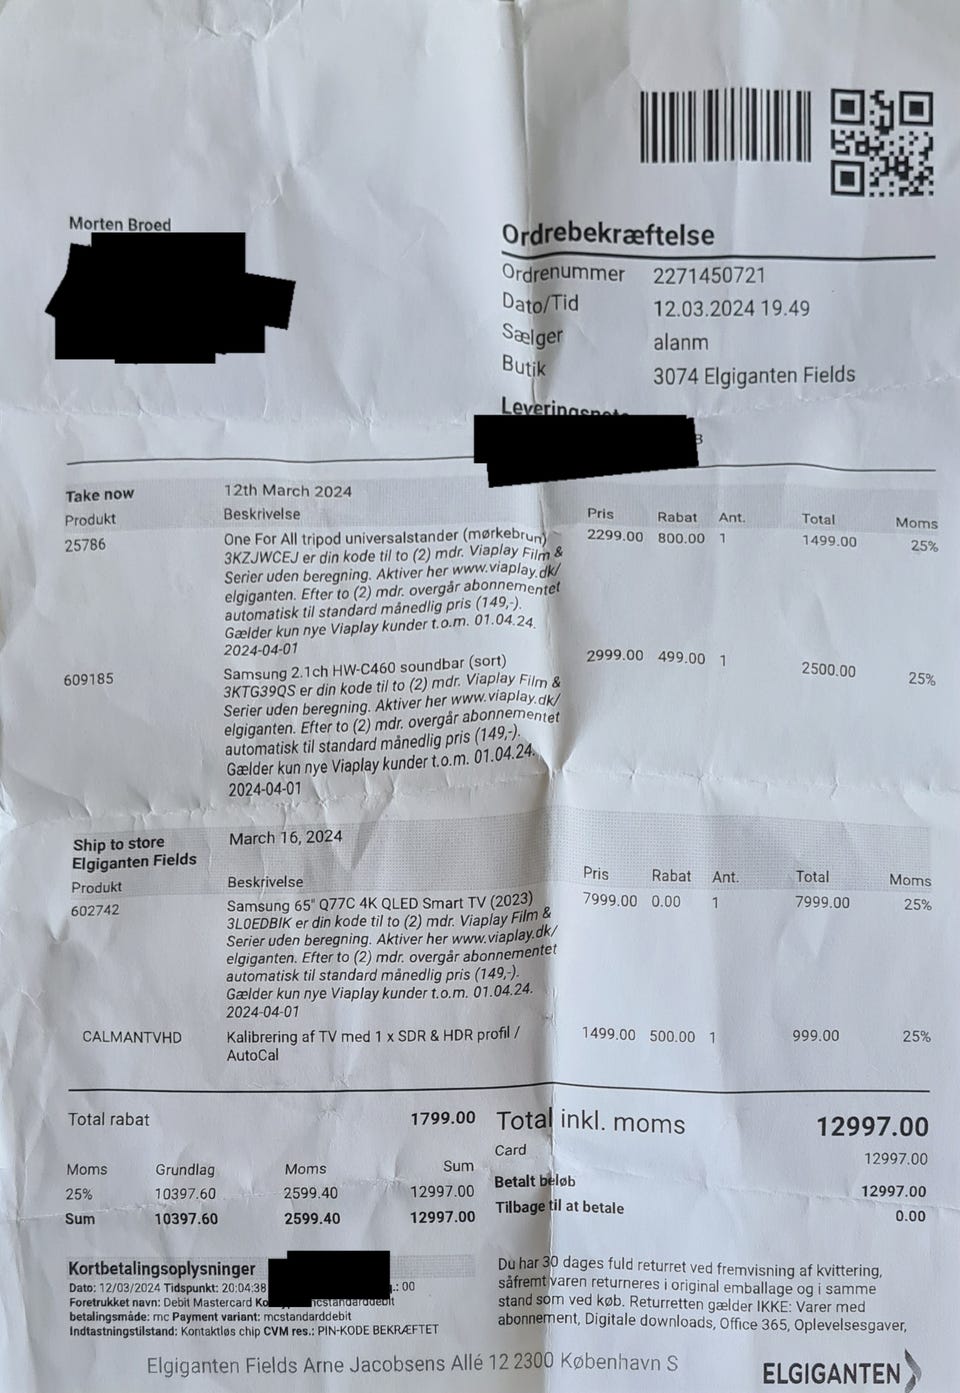 Morten Broed
Ordrebekræftelse
Ordrenummer 2271450721
Dato/Tid 12.03.2024 19.49
Sælger alanm
Butik 3074 Elgiganten Fields
Leveringsnote
B
Take now 12th March 2024
Produkt Beskrivelse Pris Rabat Ant. Total Moms
25786 One For All tripod universalstander (mørkebrun) 2299.00 800.00 1 1499.00 25%
3KZJWCEJ er din kode til to (2) mdr. Viaplay Film &
Serier uden beregning. Aktiver her www.viaplay.dk/
elgiganten. Efter to (2) mdr. overgår abonnementet
automatisk til standard månedlig pris (149,-).
Gælder kun nye Viaplay kunder t.o.m. 01.04.24.
2024-04-01
609185 Samsung 2.1ch HW-C460 soundbar (sort) 2999.00 499.00 1 2500.00 25%
3KTG39QS er din kode til to (2) mdr. Viaplay Film &
Serier uden beregning. Aktiver her www.viaplay.dk/
elgiganten. Efter to (2) mdr. overgår abonnementet
automatisk til standard månedlig pris (149,-).
Gælder kun nye Viaplay kunder t.o.m. 01.04.24.
2024-04-01
Ship to store March 16, 2024
Elgiganten Fields
Produkt Beskrivelse Pris Rabat Ant. Total Moms
602742 Samsung 65" Q77C 4K QLED Smart TV (2023) 7999.00 0.00 1 7999.00 25%
3L0EDBIK er din kode til to (2) mdr. Viaplay Film &
Serier uden beregning. Aktiver her www.viaplay.dk/
elgiganten. Efter to (2) mdr. overgår abonnementet
automatisk til standard månedlig pris (149,-).
Gælder kun nye Viaplay kunder t.o.m. 01.04.24.
2024-04-01
CALMANTVHD Kalibrering af TV med 1 x SDR & HDR profil / 1499.00 500.00 1 999.00 25%
AutoCal
Total rabat 1799.00
Moms Grundlag Moms Sum
25% 10397.60 2599.40 12997.00
Sum 10397.60 2599.40 12997.00
Total inkl. moms 12997.00
Card 12997.00
Betalt beløb 12997.00
Tilbage til at betale 0.00
Kortbetalingsoplysninger
Dato: 12/03/2024 Tidspunkt: 20:04:38 .: 00
Foretrukket navn: Debit Mastercard mcstandarddebit
betalingsmåde: mc Payment variant: mcstandarddebit
Indtastningstilstand: Kontaktløs chip CVM res.: PIN-KODE BEKRÆFTET
Du har 30 dages fuld returret ved fremvisning af kvittering,
såfremt varen returneres i original emballage og i samme
stand som ved køb. Returretten gælder IKKE: Varer med
abonnement, Digitale downloads, Office 365, Oplevelsesgaver,
Elgiganten Fields Arne Jacobsens Allé 12 2300 København S
ELGIGANTEN